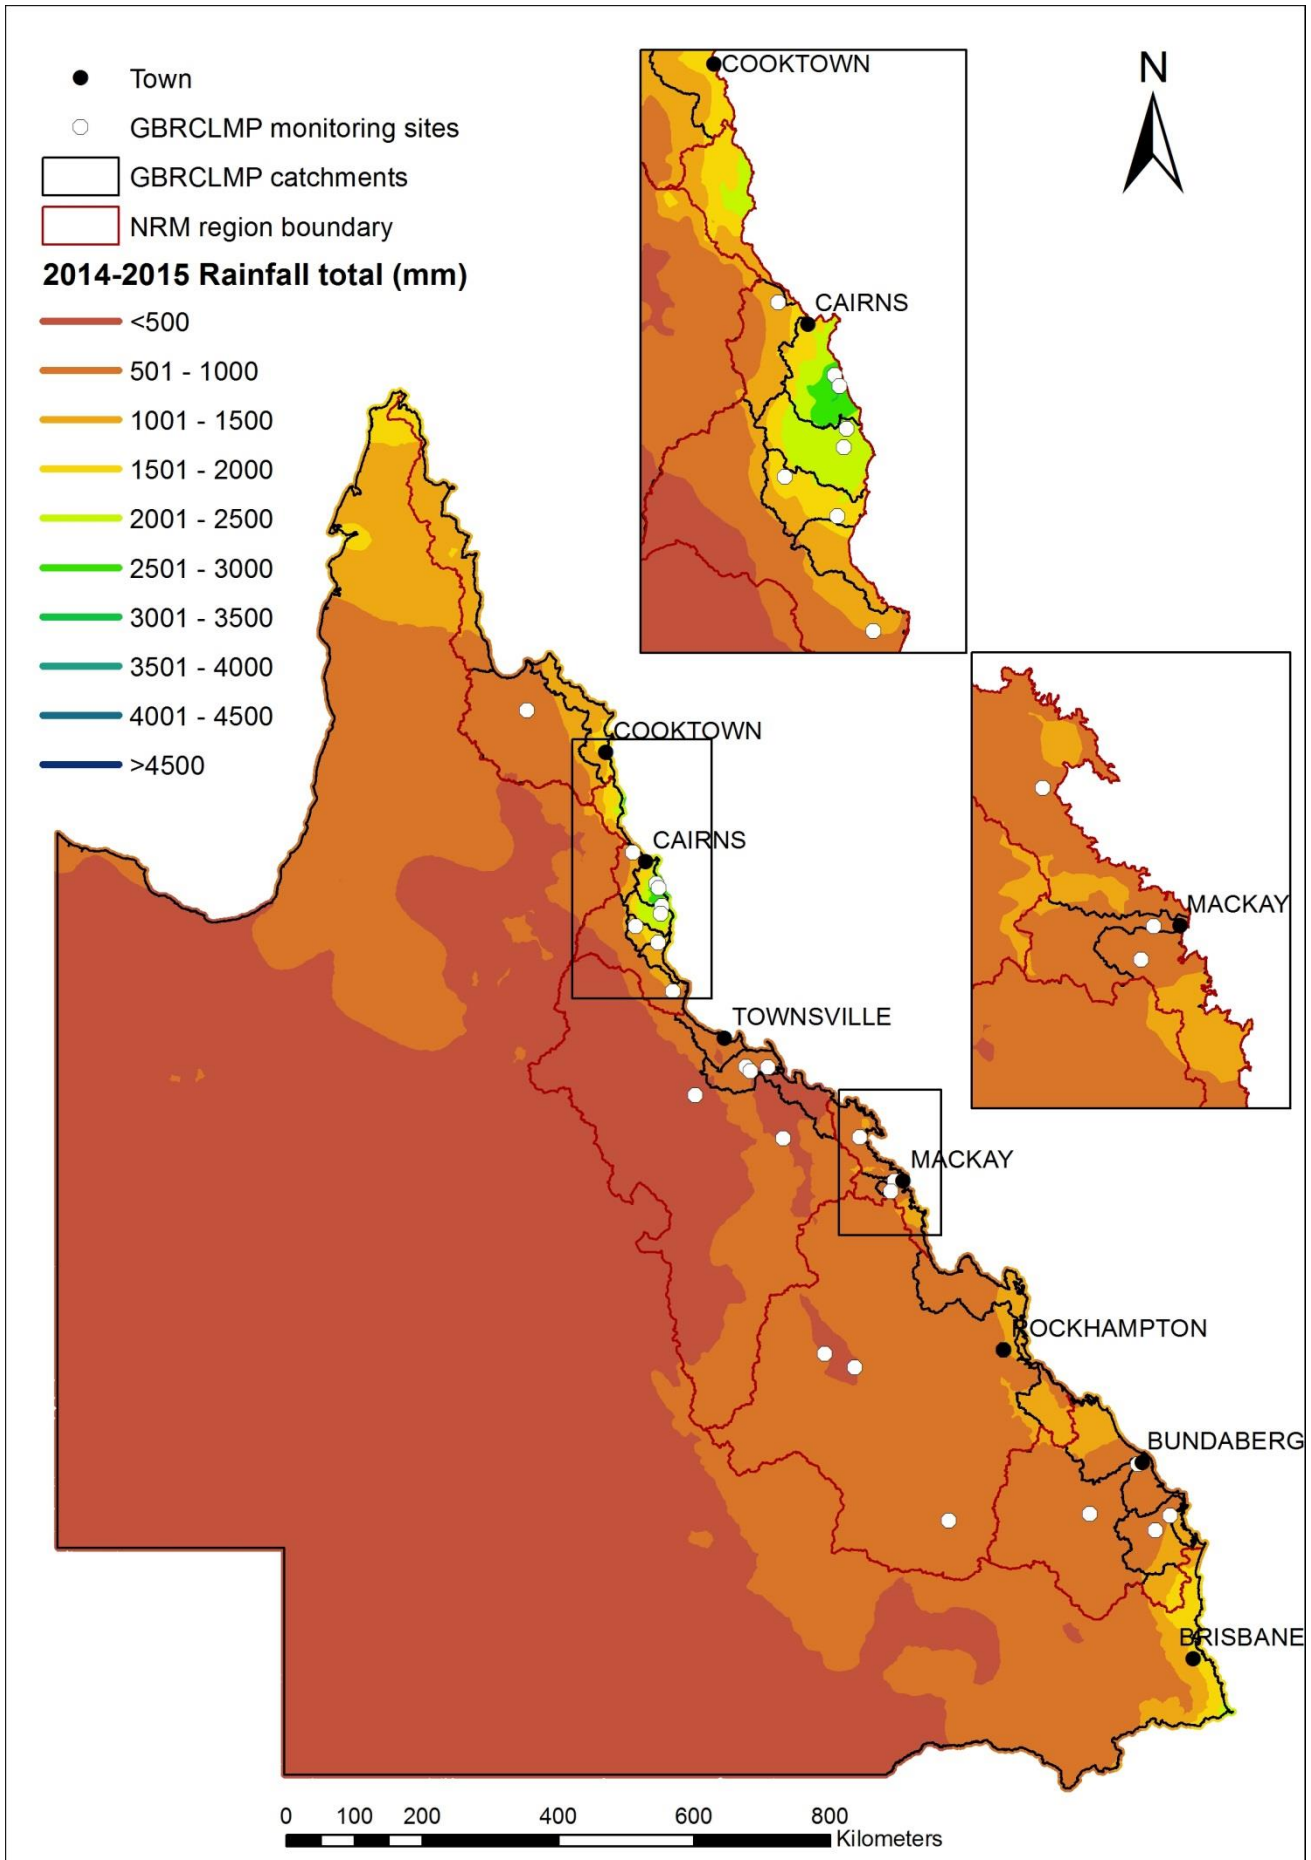 Town
GBRCLMP monitoring sites
GBRCLMP catchments
NRM region boundary
2014-2015 Rainfall total (mm)
<500
501 - 1000
1001 - 1500
1501 - 2000
2001 - 2500
2501 - 3000
3001 - 3500
3501 - 4000
4001 - 4500
>4500
N
COOKTOWN
CAIRNS
MACKAY
COOKTOWN
CAIRNS
TOWNSVILLE
MACKAY
ROCKHAMPTON
BUNDABERG
BRISBANE
0 100 200 400 600 800
Kilometers